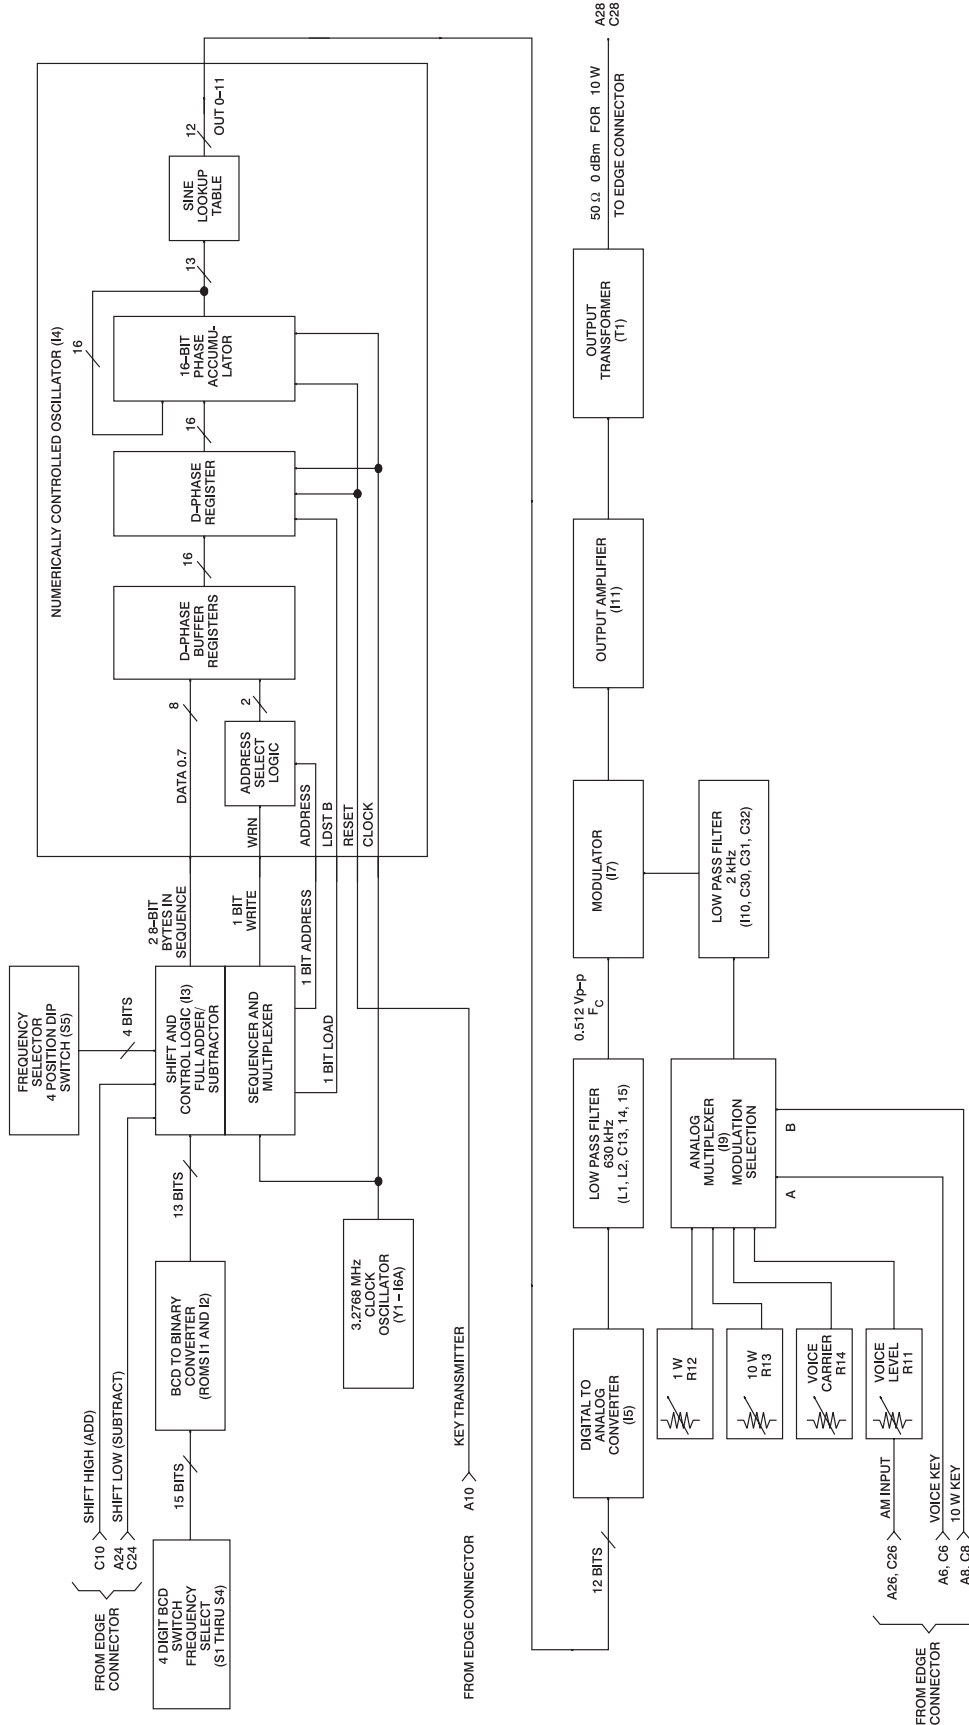 FROM EDGE
CONNECTOR
C10
A24
C24
SHIFT HIGH (ADD)
SHIFT LOW (SUBTRACT)
4 DIGIT BCD
SWITCH
FREQUENCY
SELECT
(S1 THRU S4)
15 BITS
BCD TO BINARY
CONVERTER
(ROMS I1 AND I2)
13 BITS
FREQUENCY
SELECTOR
4 POSITION DIP
SWITCH (S5)
4 BITS
SHIFT AND
CONTROL LOGIC (I3)
FULL ADDER/
SUBTRACTOR
SEQUENCER AND
MULTIPLEXER
3.2768 MHz
CLOCK
OSCILLATOR
(Y1 – I6A)
FROM EDGE CONNECTOR
A10
KEY TRANSMITTER
2 8–BIT
BYTES IN
SEQUENCE
1 BIT
WRITE
1 BIT ADDRESS
1 BIT LOAD
NUMERICALLY CONTROLLED OSCILLATOR (I4)
DATA 0.7
8
WRN
ADDRESS
SELECT
LOGIC
2
ADDRESS
LDST B
RESET
CLOCK
D–PHASE
BUFFER
REGISTERS
16
D–PHASE
REGISTER
16
16–BIT
PHASE
ACCUMU-
LATOR
16
13
SINE
LOOKUP
TABLE
12
OUT 0–11
12 BITS
DIGITAL TO
ANALOG
CONVERTER
(I5)
LOW PASS FILTER
630 kHz
(L1, L2, C13, 14, 15)
0.512 Vp–p
FC
MODULATOR
(I7)
OUTPUT AMPLIFIER
(I11)
OUTPUT
TRANSFORMER
(T1)
50 Ω 0 dBm FOR 10 W
TO EDGE CONNECTOR
A28
C28
1 W
R12
10 W
R13
VOICE
CARRIER
R14
VOICE
LEVEL
R11
ANALOG
MULTIPLEXER
(I9)
MODULATION
SELECTION
A
B
LOW PASS FILTER
2 kHz
(I10, C30, C31, C32)
FROM EDGE
CONNECTOR
A26, C26
AM INPUT
A6, C6
VOICE KEY
A8, C8
10 W KEY